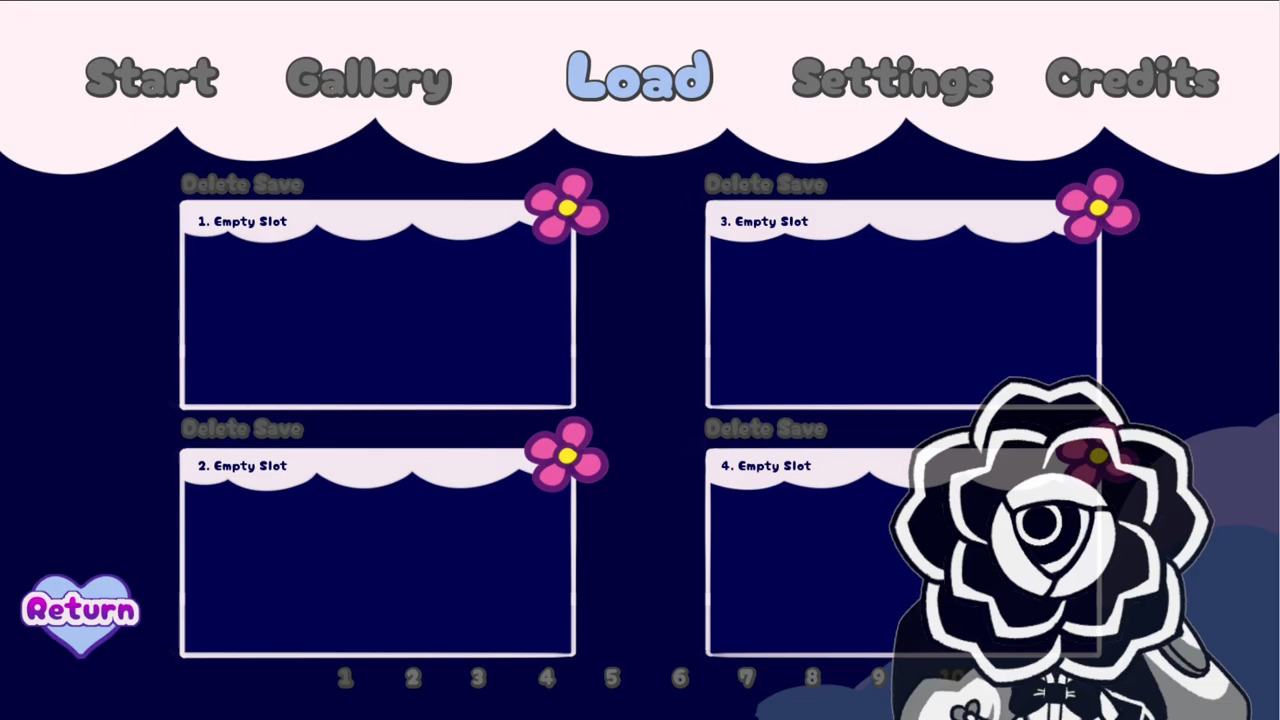 Start Gallery Load Settings Credits
Delete Save
1. Empty Slot
Delete Save
3. Empty Slot
Delete Save
2. Empty Slot
Delete Save
4. Empty Slot
Return
1 2 3 4 5 6 7 8 9 10